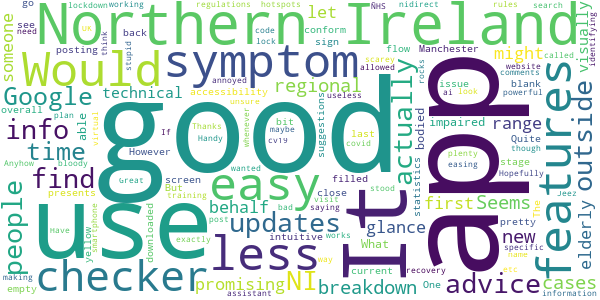 Northern Ireland
good
app
use
It
Would
symptom
easy
less
checker
advice
features
updates
info
find
time
Google
people
NI
promising
breakdown
glance
behalf
regional
technical
actually
outside
elderly
visually
impaired
range
might
let
Seems
first
new
cases
stage
someone
bodied
statistics
issue
blank
intuitive
screen
filled
yellow
downloaded
presents
empty
However
accessibility
suggestions
bit
last
covid
maybe
cv19
unsure
Handy
Thanks
If
virtual
whenever
annoyed
useless
scarey
allowed
website
comments
powerful
ai
look
called
plenty
easing
Hopefully
Quite
though
pretty
The
specific
name
etc
information
rocks
Manchester
flow
conform
sign
posting
back
working
lockdown
go
see
need
hotspots
regulations
code
lock
think
stupid
nidirect
rules
search
identifying
able
overall
plan
Anyhow
bloody
smartphone
making
Great
training
But
exactly
wanted
works
post
bad
visit
saying
stood
What
current
recovery
close
way
assistant
One
Jeez